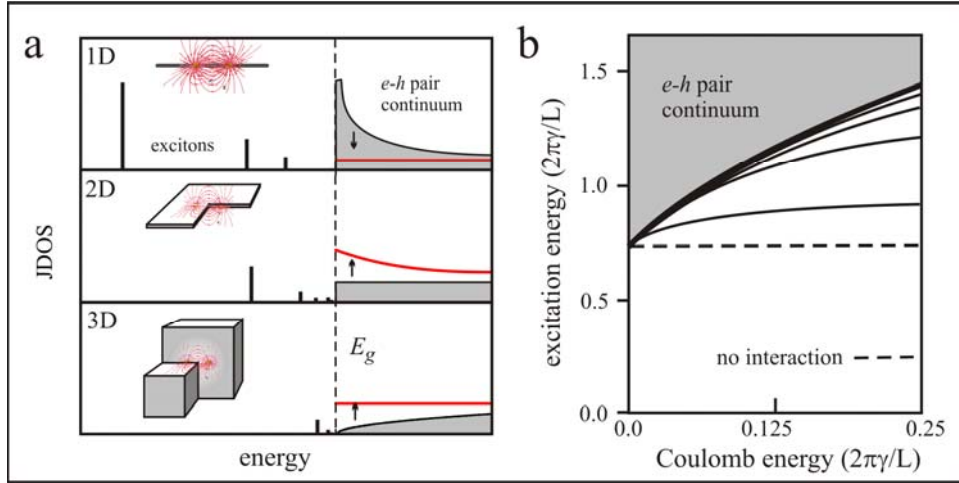 a
1D
e-h pair
continuum
excitons
2D
3D
E_g
JDOS
energy
b
1.5
1.0
0.5
0.0
e-h pair
continuum
no interaction
0.0
0.125
0.25
excitation energy (2πγ/L)
Coulomb energy (2πγ/L)